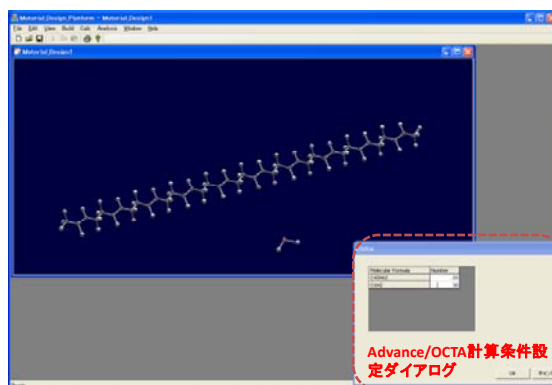 Material_Design_Platform - Material_Design1
File Edit View Build Calc Analysis Window Help
Material_Design1
Molecular Formula Number
Advance/OCTA計算条件設
定ダイアログ
OK